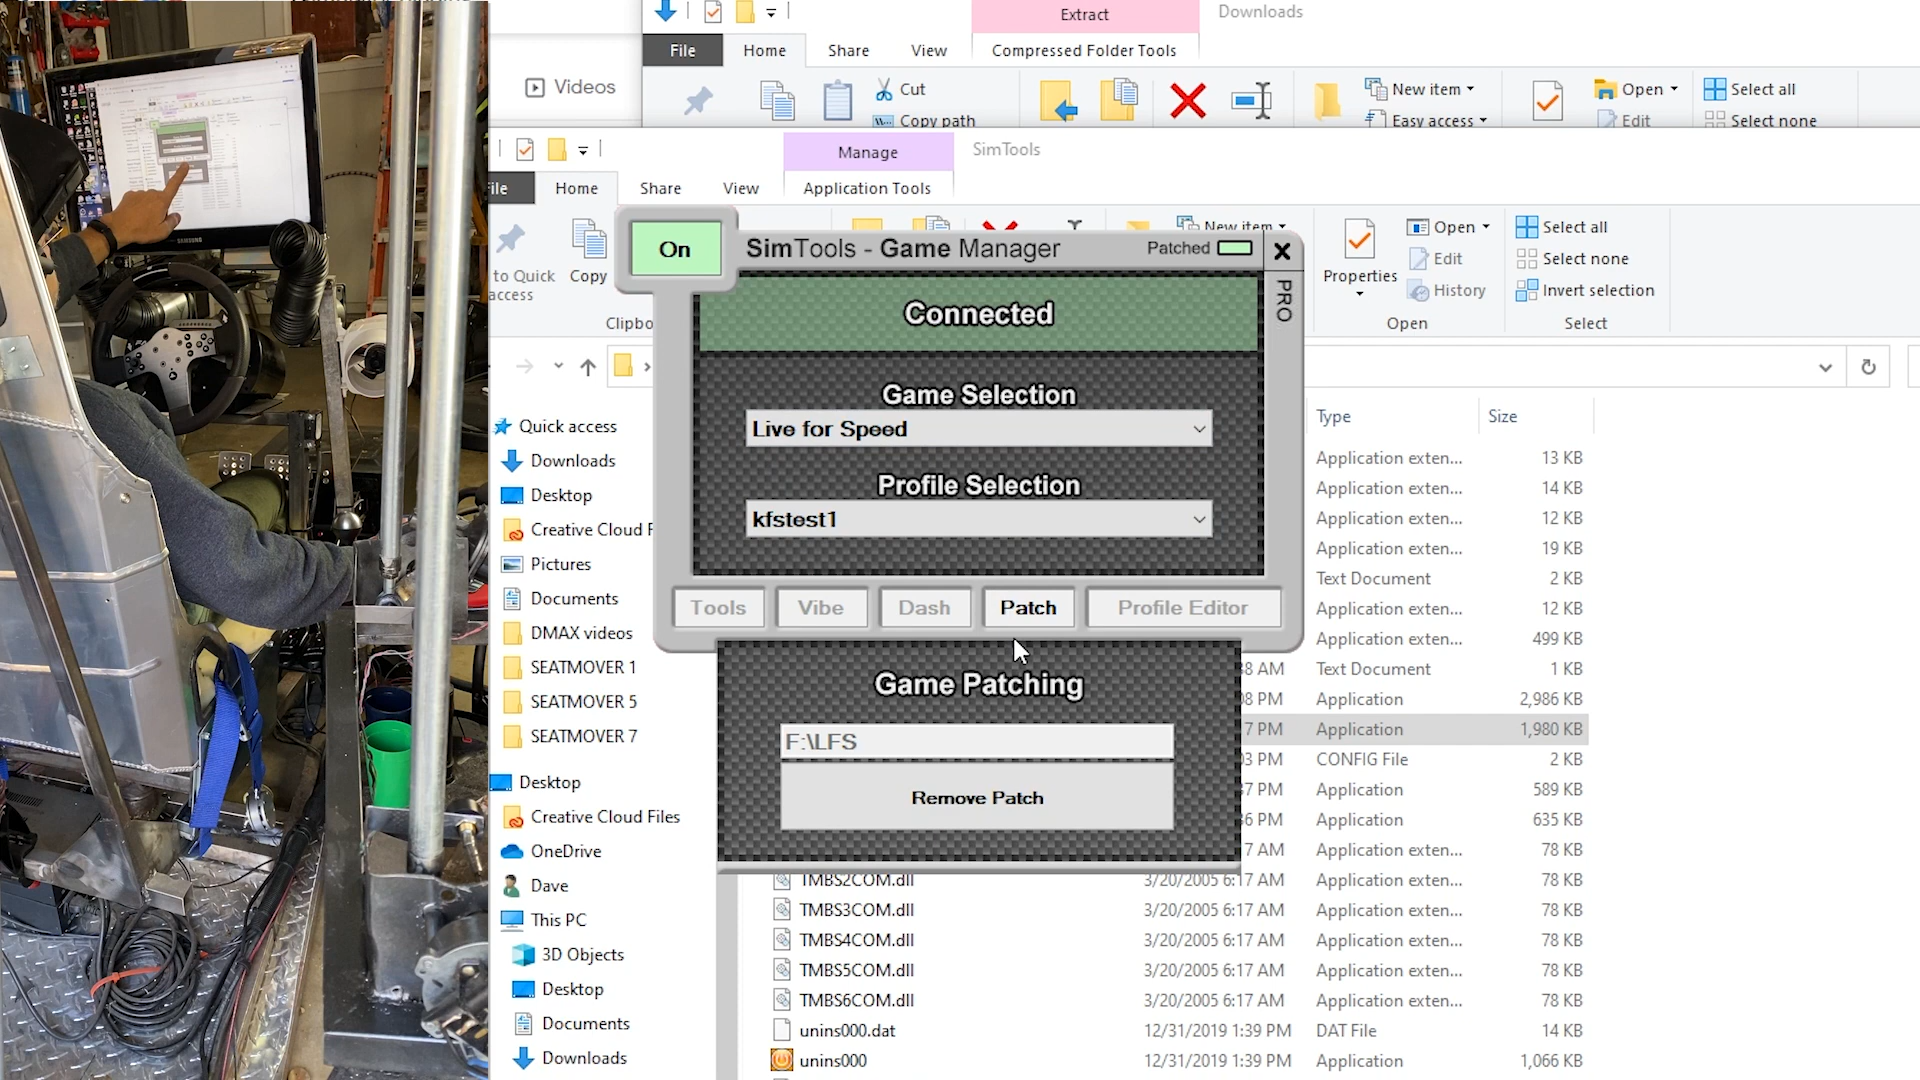 Extract
Downloads
File
Home
Share
View
Compressed Folder Tools
Videos
Cut
Copy path
New item
Easy access
Open
Edit
Select all
Select none
Manage
SimTools
ile
Home
Share
View
Application Tools
New item
to Quick
access
Copy
Clipbo
On
SimTools - Game Manager
Patched
PRO
Connected
Game Selection
Live for Speed
Profile Selection
kfstest1
Tools
Vibe
Dash
Patch
Profile Editor
Game Patching
F:\LFS
Remove Patch
Properties
Open
Edit
History
Open
Select all
Select none
Invert selection
Select
Quick access
Downloads
Desktop
Creative Cloud F
Pictures
Documents
DMAX videos
SEATMOVER 1
SEATMOVER 5
SEATMOVER 7
Desktop
Creative Cloud Files
OneDrive
Dave
This PC
3D Objects
Desktop
Documents
Downloads
Type
Size
Application exten... 13 KB
Application exten... 14 KB
Application exten... 12 KB
Application exten... 19 KB
Text Document 2 KB
Application exten... 12 KB
Application exten... 499 KB
8 AM Text Document 1 KB
8 PM Application 2,986 KB
7 PM Application 1,980 KB
3 PM CONFIG File 2 KB
7 PM Application 589 KB
6 PM Application 635 KB
7 AM Application exten... 78 KB
TMBS2COM.dll 3/20/2005 6:17 AM Application exten... 78 KB
TMBS3COM.dll 3/20/2005 6:17 AM Application exten... 78 KB
TMBS4COM.dll 3/20/2005 6:17 AM Application exten... 78 KB
TMBS5COM.dll 3/20/2005 6:17 AM Application exten... 78 KB
TMBS6COM.dll 3/20/2005 6:17 AM Application exten... 78 KB
unins000.dat 12/31/2019 1:39 PM DAT File 14 KB
unins000 12/31/2019 1:39 PM Application 1,066 KB
SAMSUNG